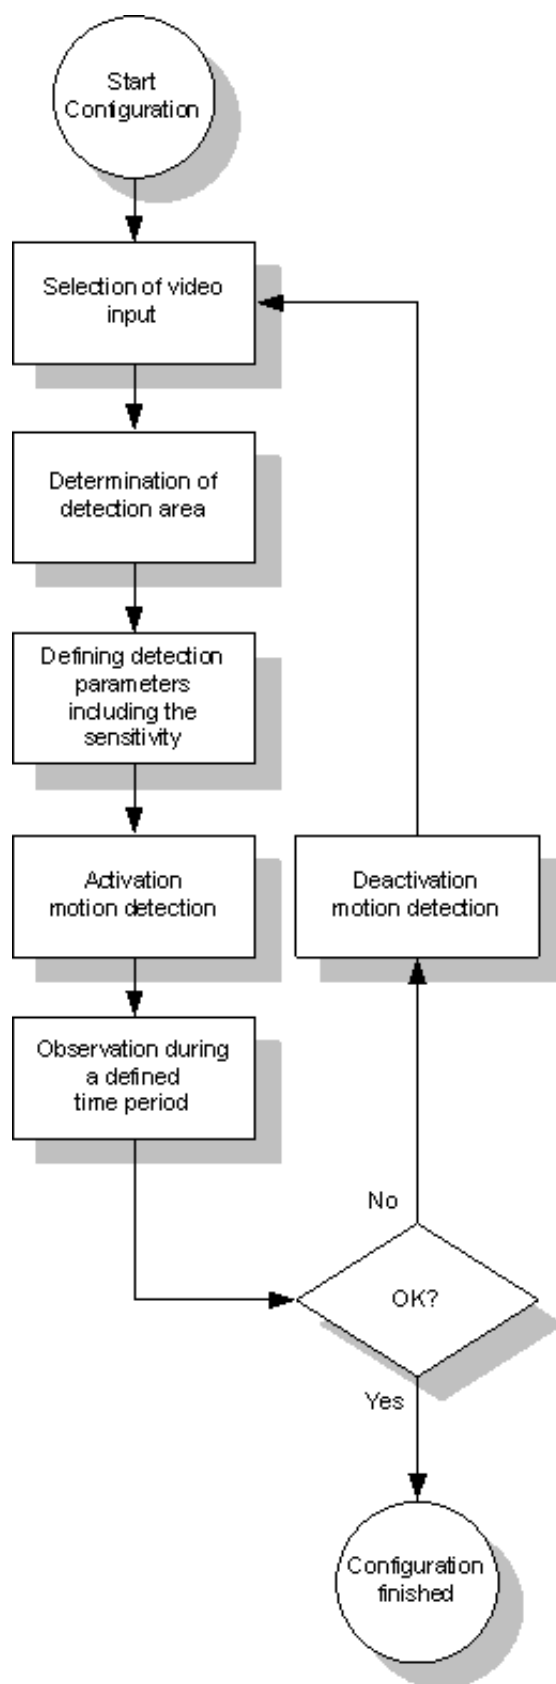 Start
Configuration
Selection of video
input
Determination of
detection area
Defining detection
parameters
including the
sensitivity
Activation
motion detection
Deactivation
motion detection
Observation during
a defined
time period
No
OK?
Yes
Configuration
finished